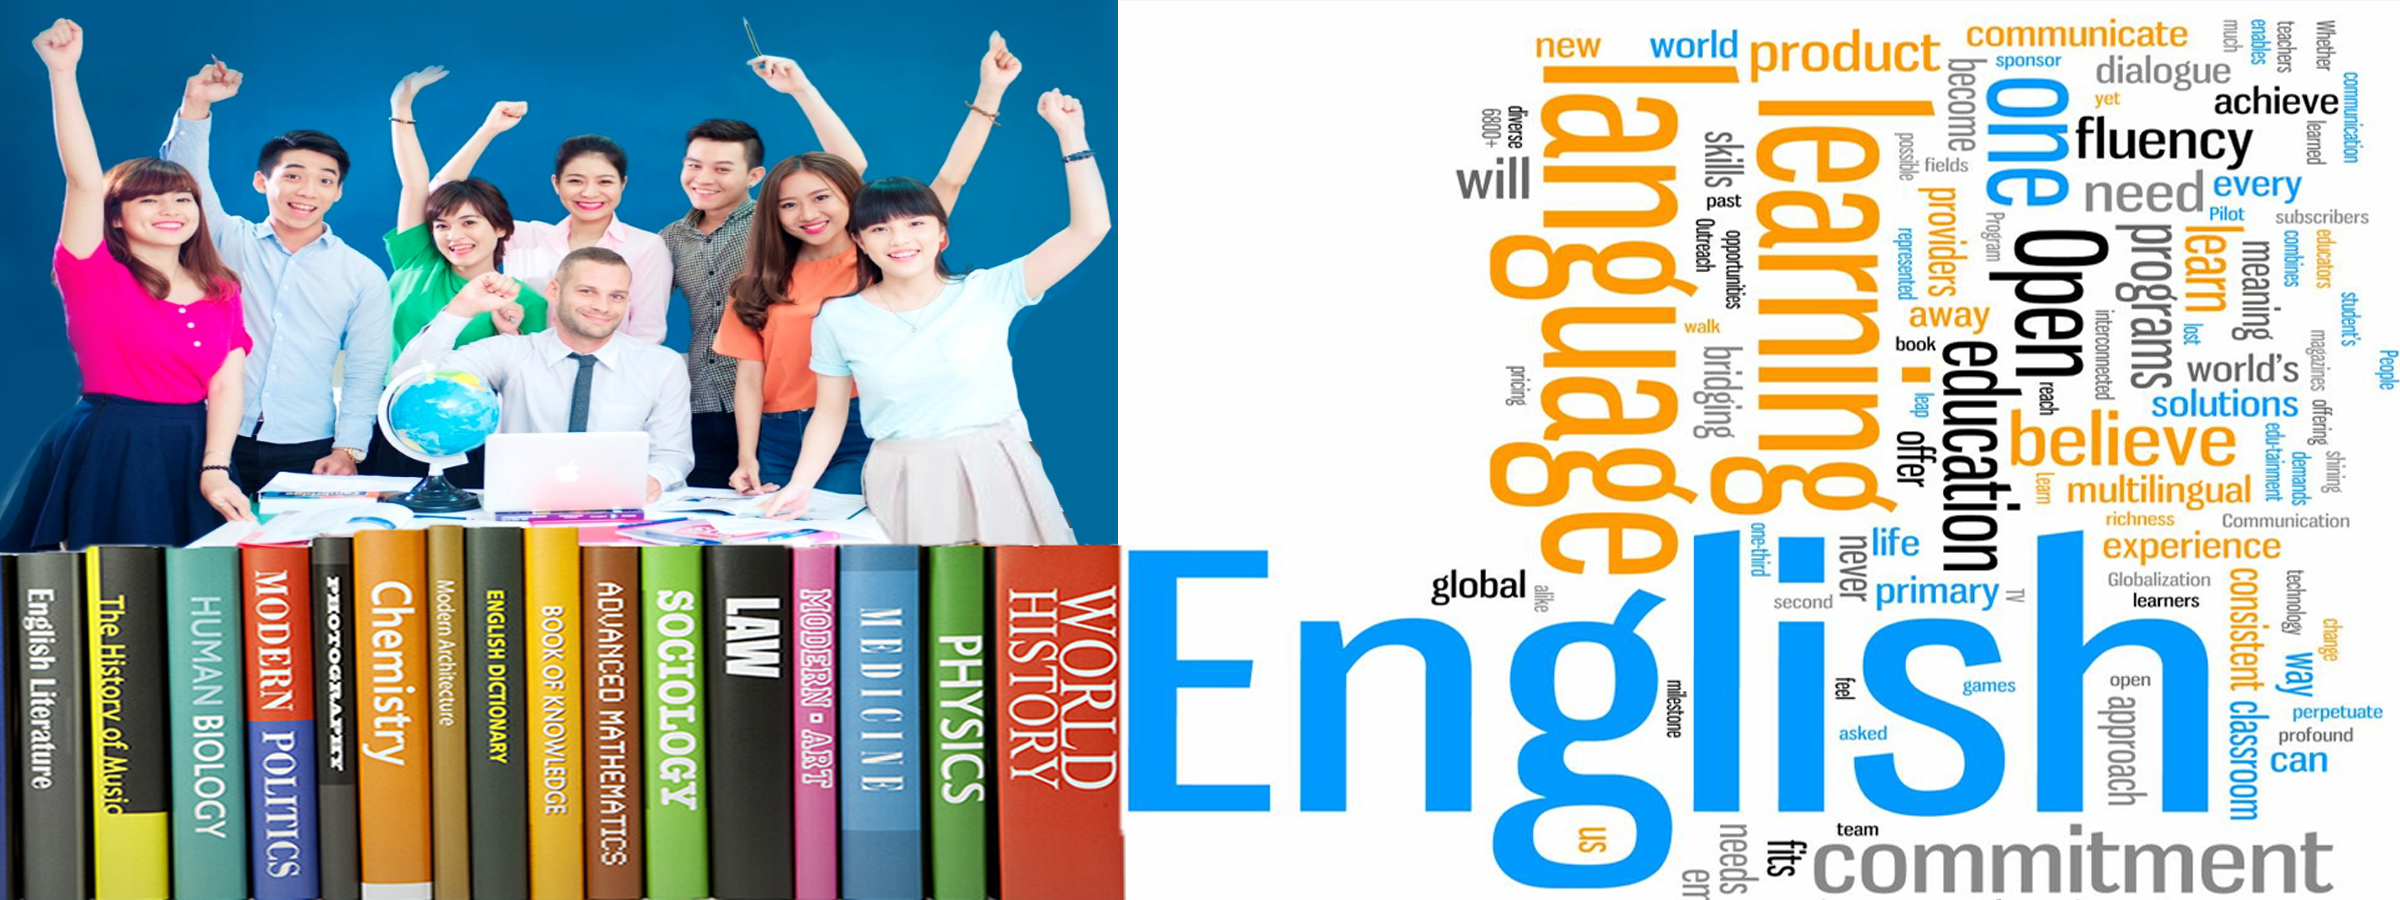 English Literature
The History of Music
HUMAN BIOLOGY
MODERN POLITICS
PHOTOGRAPHY
Chemistry
Modern Architecture
ENGLISH DICTIONARY
BOOK OF KNOWLEDGE
ADVANCED MATHEMATICS
SOCIOLOGY
LAW
MODERN-ART
MEDICINE
PHYSICS
WORLD
HISTORY
new
world
product
communicate
much
enables
teachers
Whether
sponsor
dialogue
become
one
yet
achieve
communication
learned
fluency
diverse
6800+
language
learning
skills
possible
fields
will
past
need
every
Pilot
subscribers
providers
Program
Outreach
opportunities
represented
Open
programs
learn
meaning
combines
educators
student's
walk
away
lost
interconnected
book
bridging
education
world's
magazines
People
pricing
leap
reach
solutions
offering
offer
believe
edu-tainment
demands
shining
Learn
multilingual
richness
Communication
one-third
never
life
experience
global
alike
second
primary
TV
Globalization
learners
consistent
technology
change
English
milestone
feel
games
open
approach
way
perpetuate
asked
classroom
profound
can
us
needs
fits
team
commitment